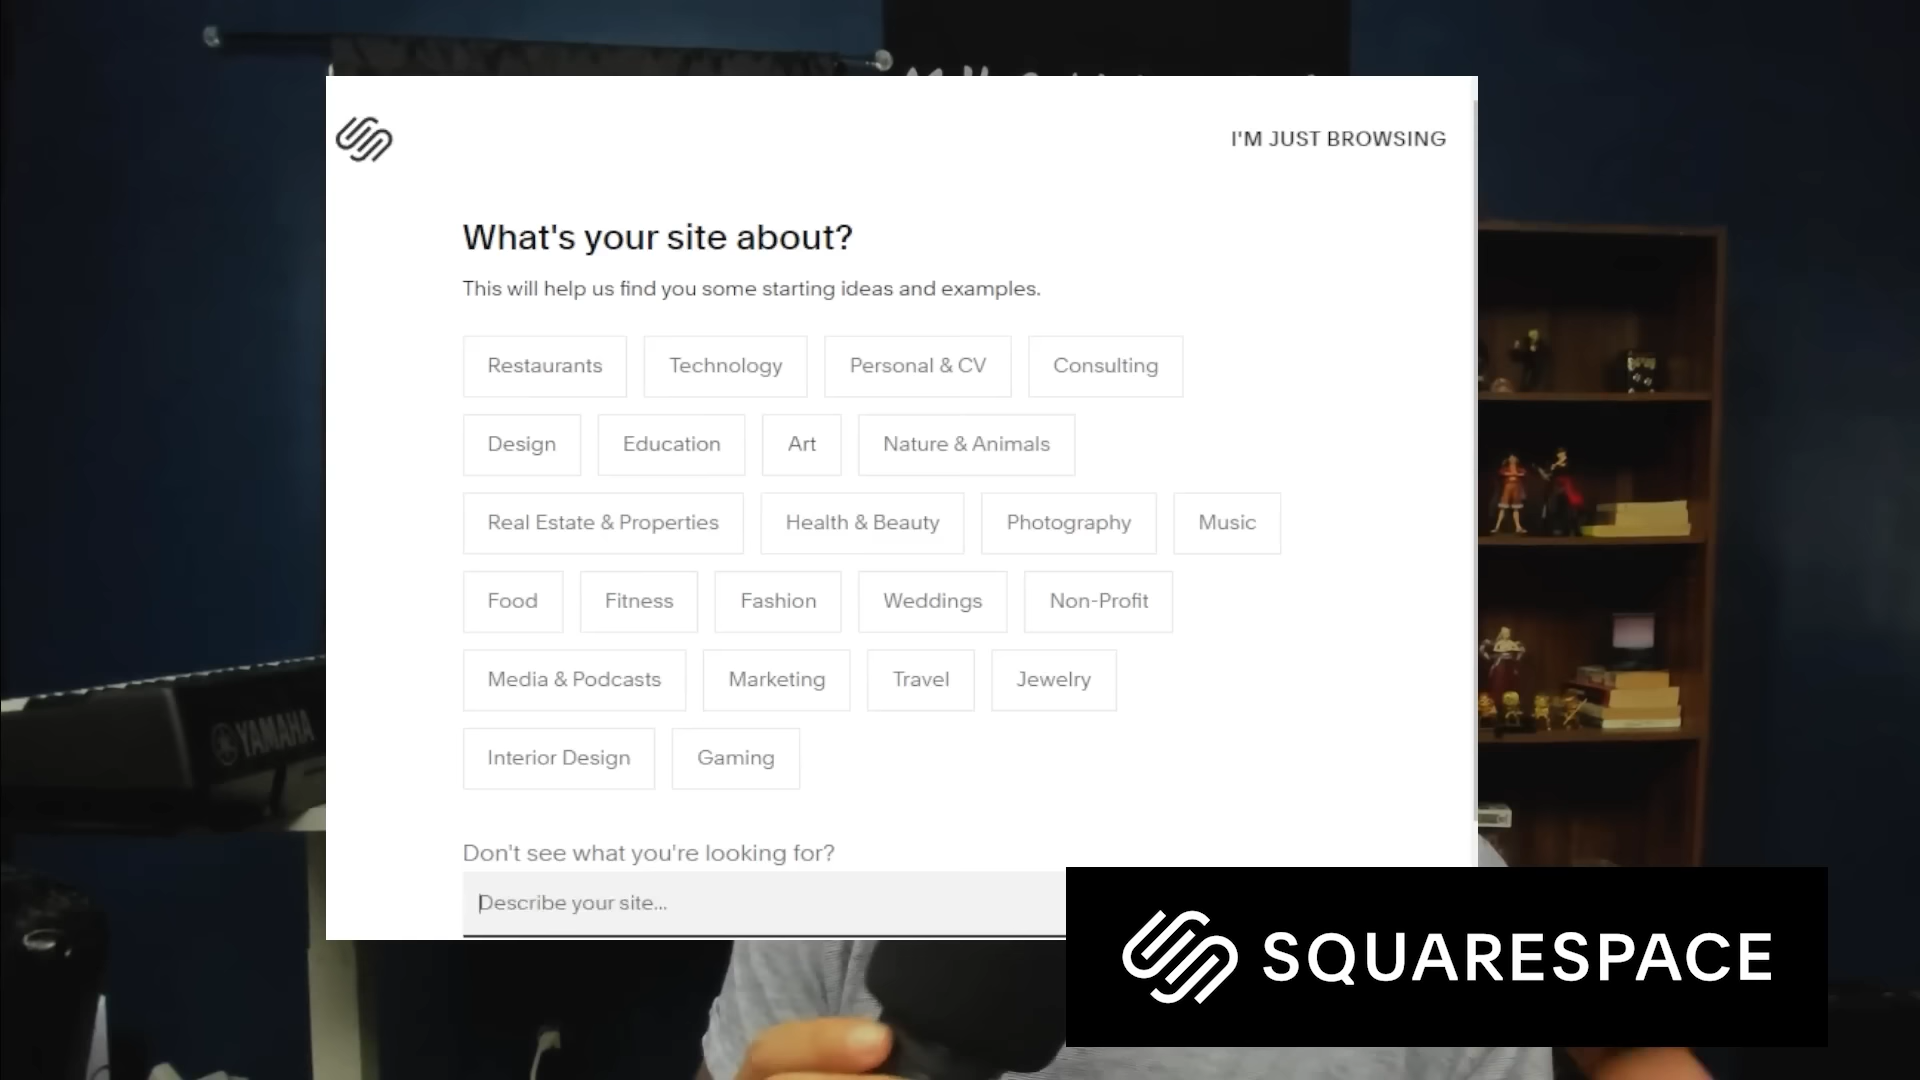 I'M JUST BROWSING
What's your site about?
This will help us find you some starting ideas and examples.
Restaurants Technology Personal & CV Consulting
Design Education Art Nature & Animals
Real Estate & Properties Health & Beauty Photography Music
Food Fitness Fashion Weddings Non-Profit
Media & Podcasts Marketing Travel Jewelry
Interior Design Gaming
Don't see what you're looking for?
Describe your site...
SQUARESPACE
YAMAHA